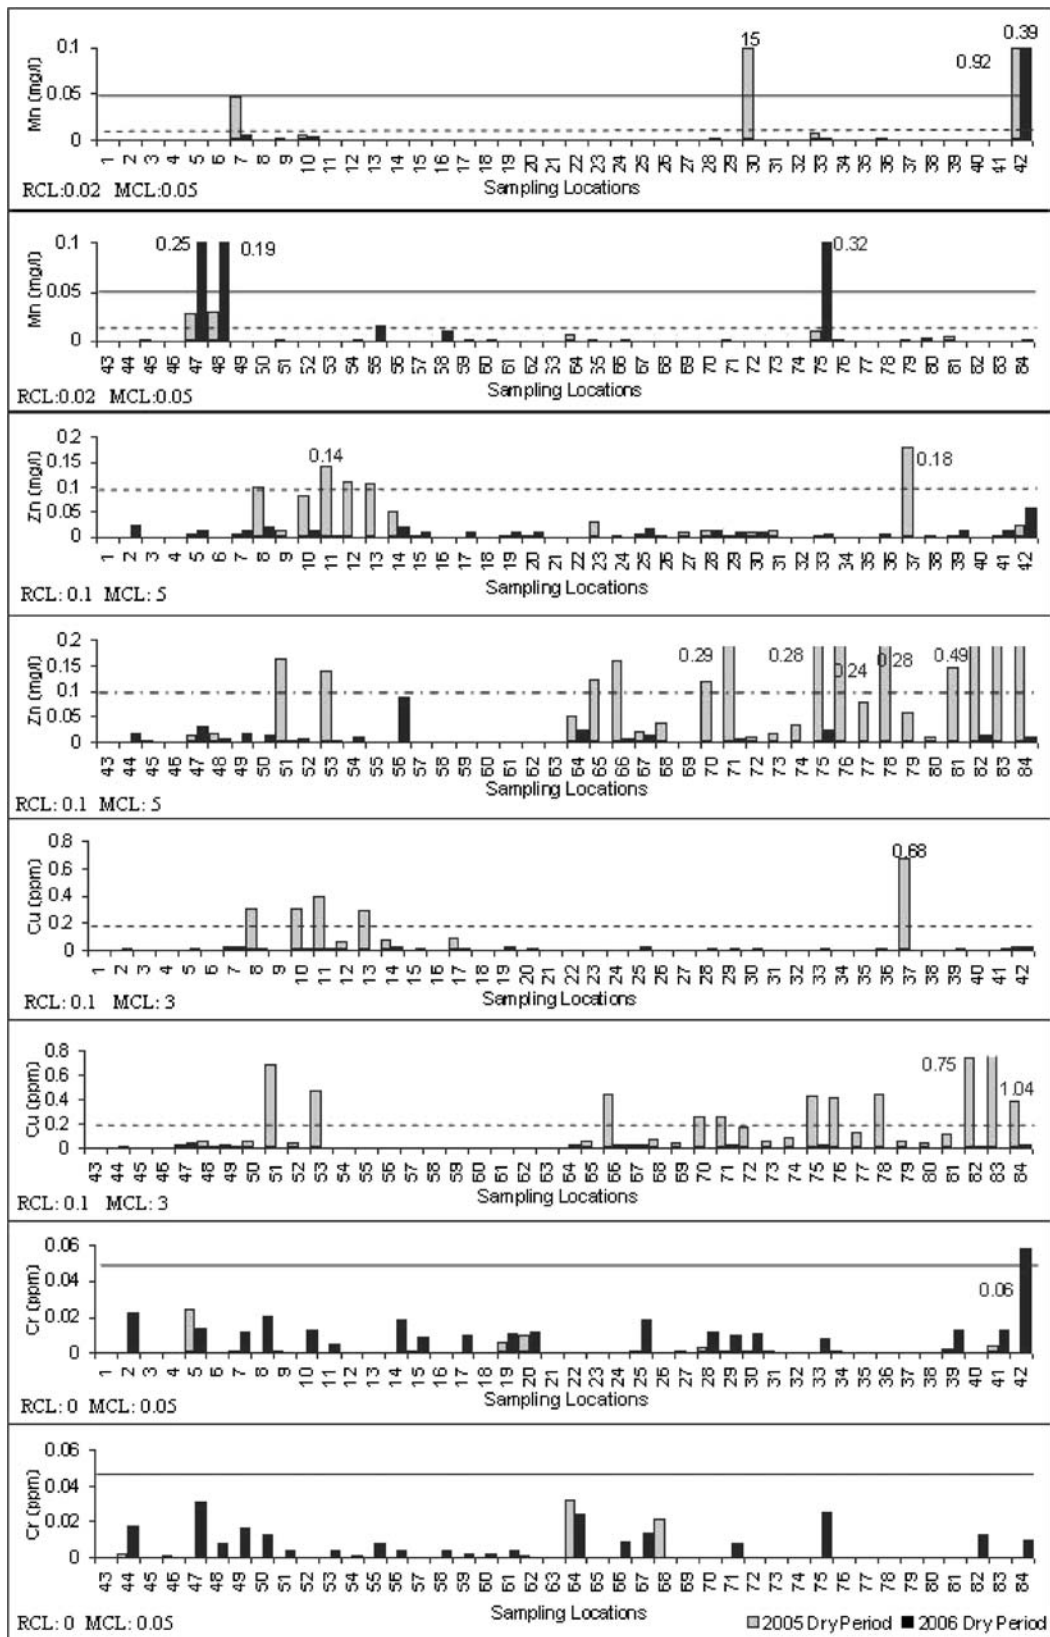 0.39
15
0.92
0.1
0.05
0
Mn (mg/l)
1 2 3 4 5 6 7 8 9 10 11 12 13 14 15 16 17 18 19 20 21 22 23 24 25 26 27 28 29 30 31 32 33 34 35 36 37 38 39 40 41 42
Sampling Locations
RCL:0.02 MCL:0.05
0.25 0.19 0.32
0.1
0.05
0
Mn (mg/l)
43 44 45 46 47 48 49 50 51 52 53 54 55 56 57 58 59 60 61 62 63 64 65 66 67 68 69 70 71 72 73 74 75 76 77 78 79 80 81 82 83 84
Sampling Locations
RCL:0.02 MCL:0.05
0.2
0.15
0.1
0.05
0
Zn (mg/l)
0.14 0.18
1 2 3 4 5 6 7 8 9 10 11 12 13 14 15 16 17 18 19 20 21 22 23 24 25 26 27 28 29 30 31 32 33 34 35 36 37 38 39 40 41 42
Sampling Locations
RCL: 0.1 MCL: 5
0.2
0.15
0.1
0.05
0
Zn (mg/l)
0.29 0.28 0.24 0.28 0.49
43 44 45 46 47 48 49 50 51 52 53 54 55 56 57 58 59 60 61 62 63 64 65 66 67 68 69 70 71 72 73 74 75 76 77 78 79 80 81 82 83 84
Sampling Locations
RCL: 0.1 MCL: 5
0.8
0.6
0.4
0.2
0
Cu (ppm)
0.68
1 2 3 4 5 6 7 8 9 10 11 12 13 14 15 16 17 18 19 20 21 22 23 24 25 26 27 28 29 30 31 32 33 34 35 36 37 38 39 40 41 42
Sampling Locations
RCL: 0.1 MCL: 3
0.8
0.6
0.4
0.2
0
Cu (ppm)
0.75 1.04
43 44 45 46 47 48 49 50 51 52 53 54 55 56 57 58 59 60 61 62 63 64 65 66 67 68 69 70 71 72 73 74 75 76 77 78 79 80 81 82 83 84
Sampling Locations
RCL: 0.1 MCL: 3
0.06
0.04
0.02
0
Cr (ppm)
0.06
1 2 3 4 5 6 7 8 9 10 11 12 13 14 15 16 17 18 19 20 21 22 23 24 25 26 27 28 29 30 31 32 33 34 35 36 37 38 39 40 41 42
Sampling Locations
RCL: 0 MCL: 0.05
0.06
0.04
0.02
0
Cr (ppm)
43 44 45 46 47 48 49 50 51 52 53 54 55 56 57 58 59 60 61 62 63 64 65 66 67 68 69 70 71 72 73 74 75 76 77 78 79 80 81 82 83 84
Sampling Locations
RCL: 0 MCL: 0.05
2005 Dry Period 2006 Dry Period